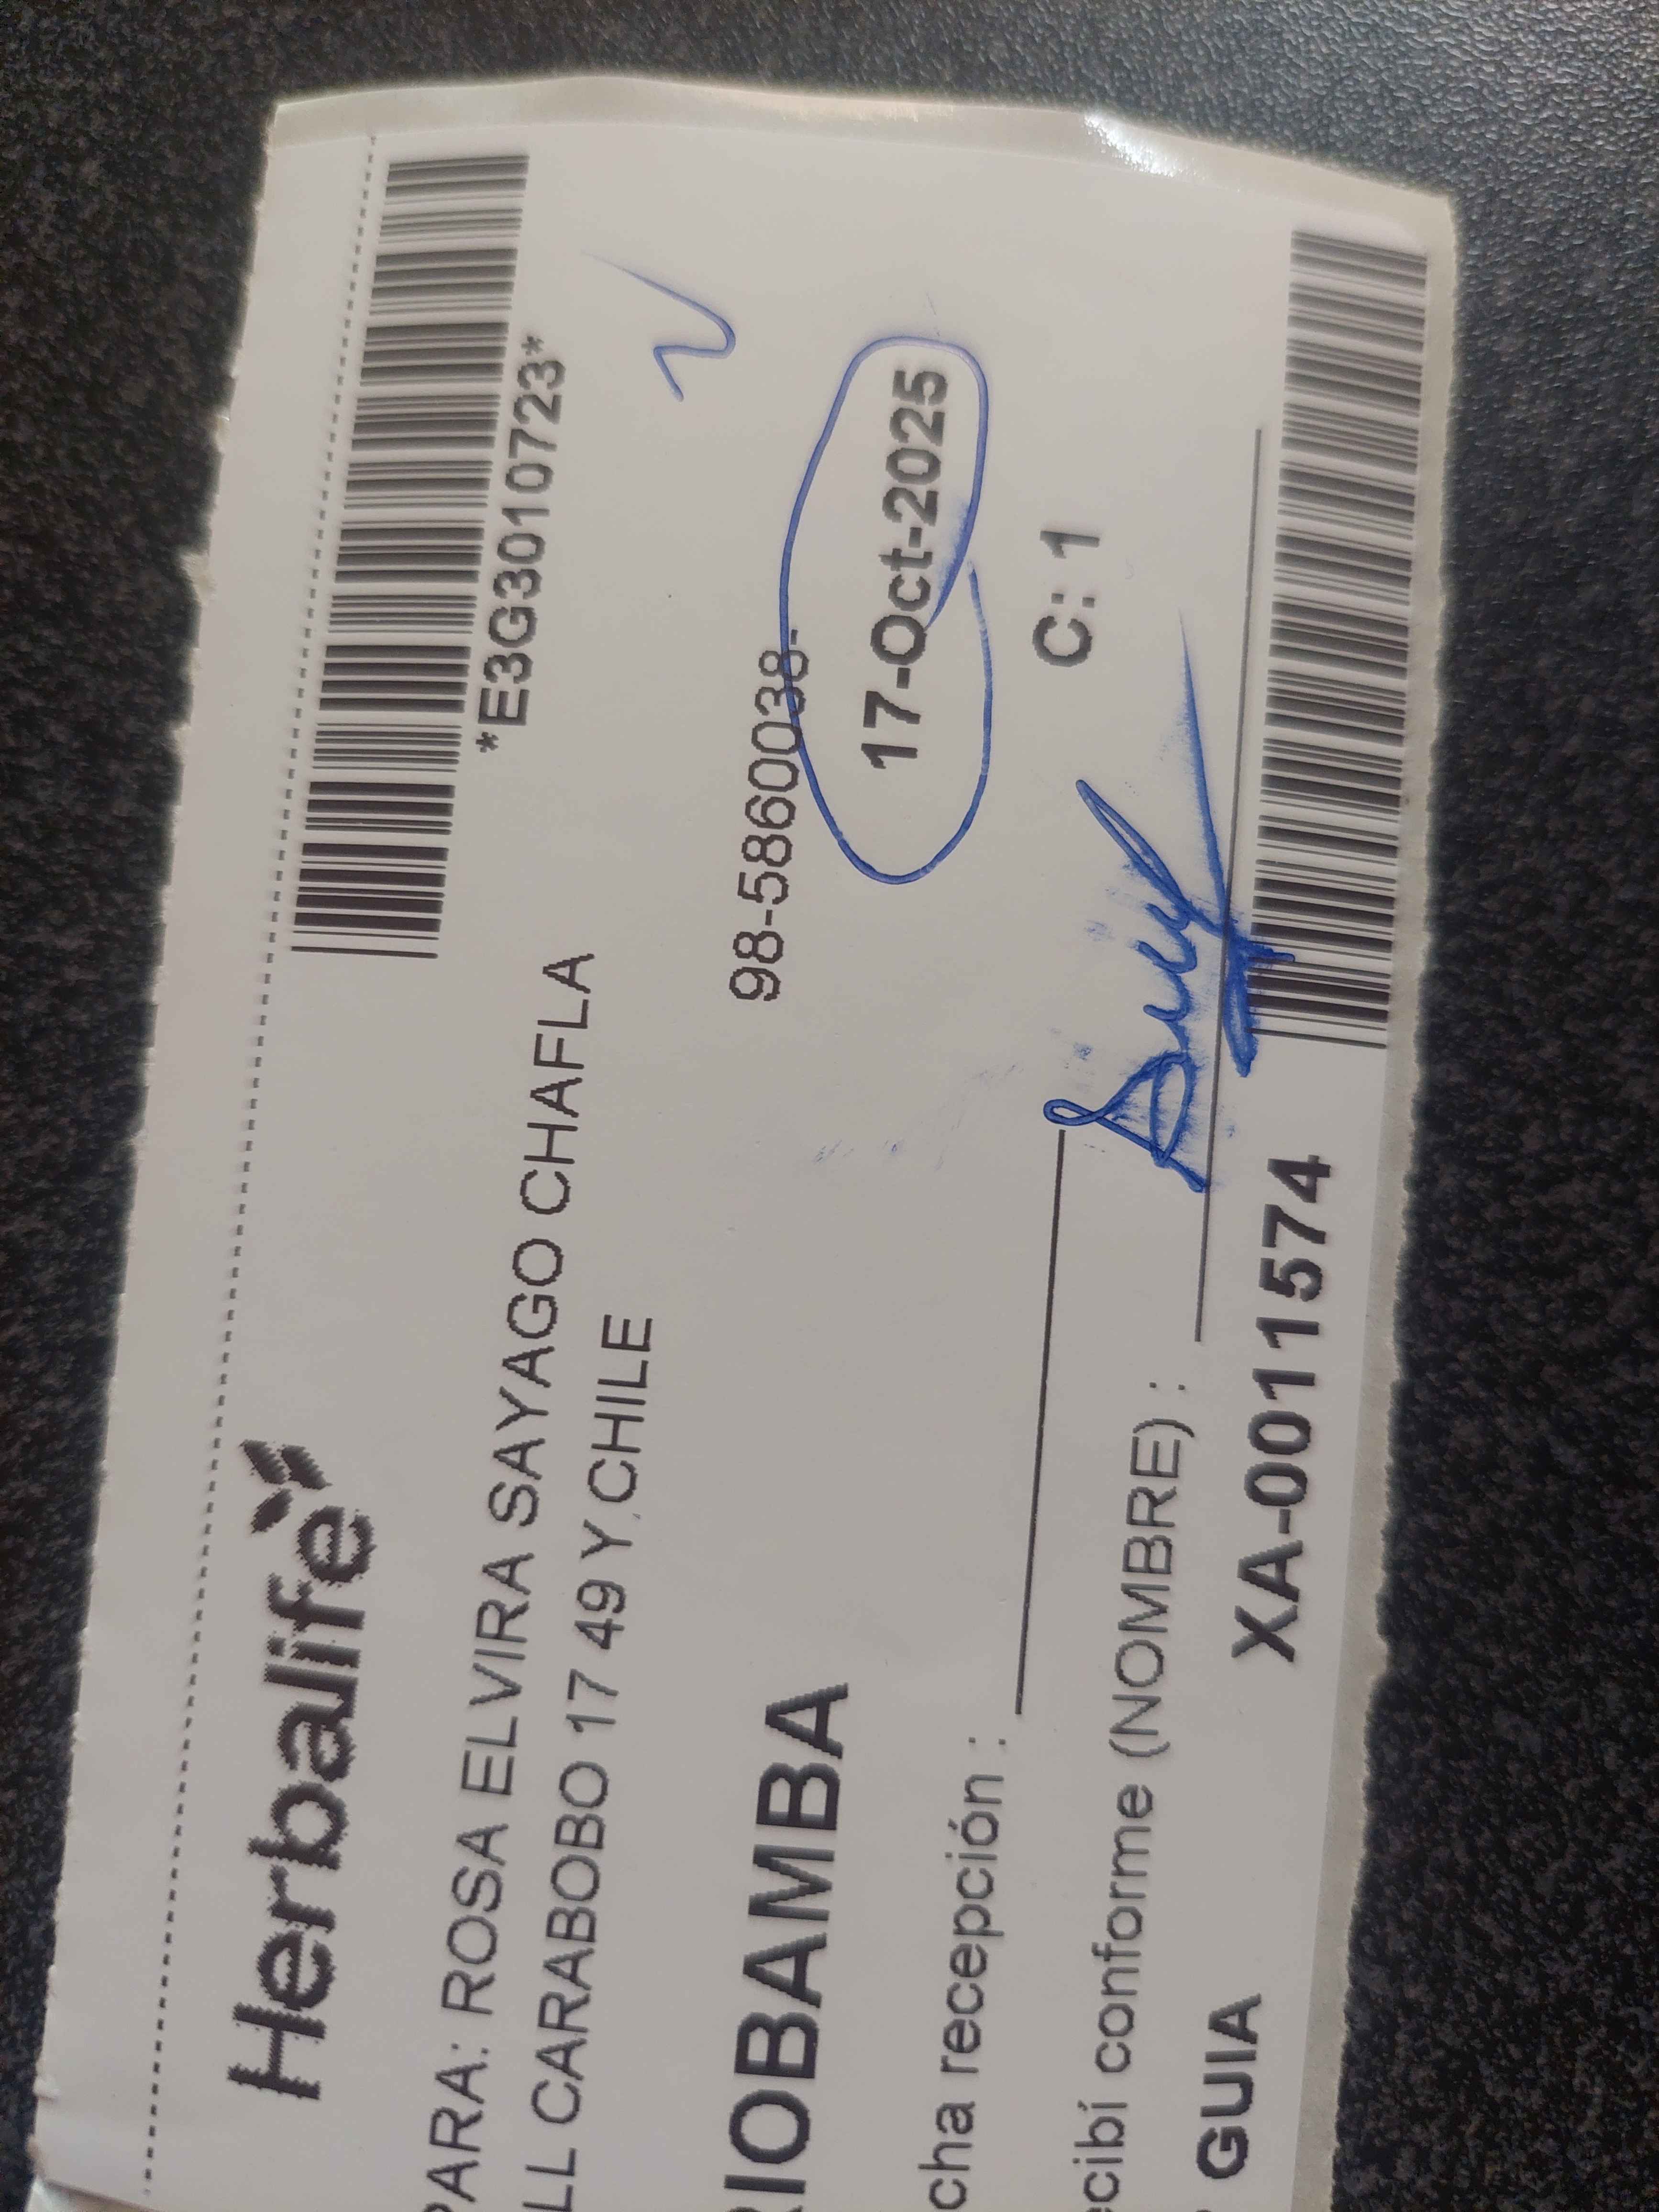 Herbalife
*E3G3010723*
PARA: ROSA ELVIRA SAYAGO CHAFLA
LL CARABOBO 17 49 Y CHILE
98-5860038-
RIOBAMBA
17-Oct-2025
cha recepción :
C: 1
ecibí conforme (NOMBRE) :
GUIA XA-0011574